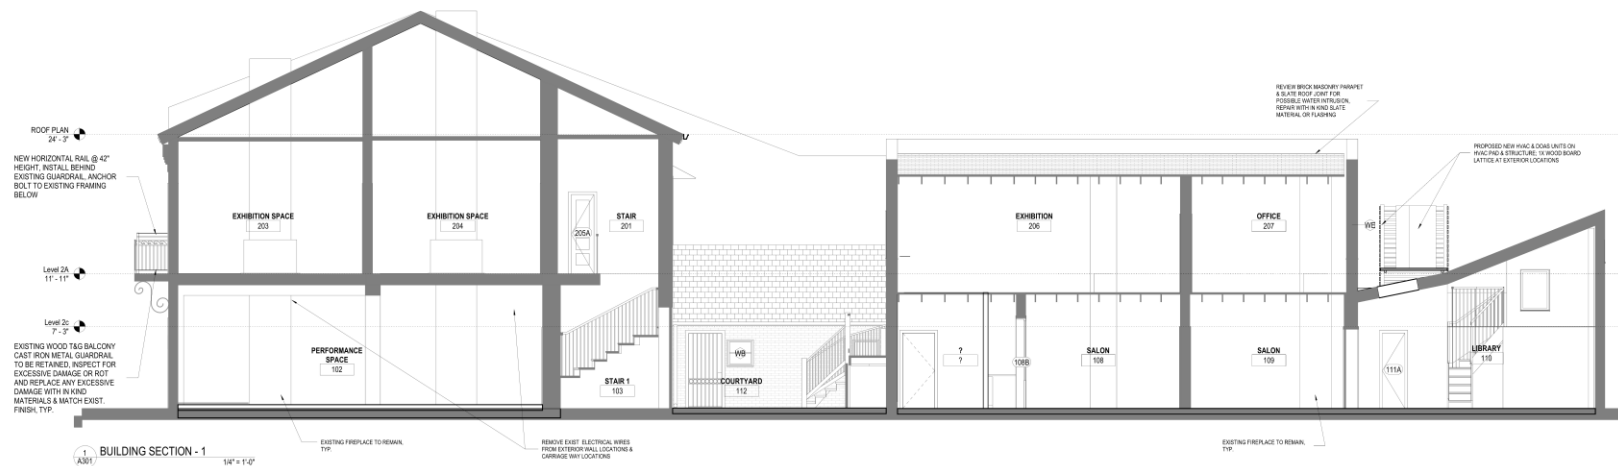 ROOF PLAN
24' - 3"
NEW HORIZONTAL RAIL @ 42"
HEIGHT, INSTALL BEHIND
EXISTING GUARDRAIL, ANCHOR
BOLT TO EXISTING FRAMING
BELOW
Level 2A
11' - 11"
Level 2c
7' - 3"
EXISTING WOOD T&G BALCONY
CAST IRON METAL GUARDRAIL
TO BE RETAINED, INSPECT FOR
EXCESSIVE DAMAGE OR ROT
AND REPLACE ANY EXCESSIVE
DAMAGE WITH IN KIND
MATERIALS & MATCH EXIST.
FINISH, TYP.
EXHIBITION SPACE
203
EXHIBITION SPACE
204
205A
STAIR
201
PERFORMANCE
SPACE
102
STAIR 1
103
WB
COURTYARD
112
EXHIBITION
206
OFFICE
207
?
?
108B
SALON
108
SALON
109
WB
111A
LIBRARY
110
REVIEW BRICK MASONRY PARAPET
& SLATE ROOF JOINT FOR
POSSIBLE WATER INTRUSION,
REPAIR WITH IN KIND SLATE
MATERIAL OR FLASHING
PROPOSED NEW HVAC & DOAS UNITS ON
HVAC PAD & STRUCTURE; 1X WOOD BOARD
LATTICE AT EXTERIOR LOCATIONS
EXISTING FIREPLACE TO REMAIN,
TYP.
REMOVE EXIST ELECTRICAL WIRES
FROM EXTERIOR WALL LOCATIONS &
CARRIAGE WAY LOCATIONS
EXISTING FIREPLACE TO REMAIN,
TYP.
1
A301
BUILDING SECTION - 1
1/4" = 1'-0"